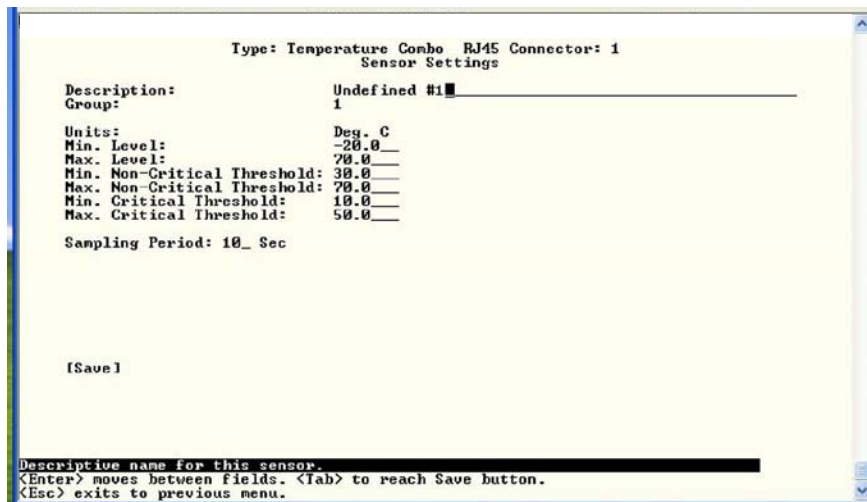 Type: Temperature Combo  RJ45 Connector: 1
Sensor Settings
Description: Undefined #1
Group: 1
Units: Deg. C
Min. Level: -20.0
Max. Level: 70.0
Min. Non-Critical Threshold: 30.0
Max. Non-Critical Threshold: 70.0
Min. Critical Threshold: 10.0
Max. Critical Threshold: 50.0
Sampling Period: 10_ Sec
[Save]
Descriptive name for this sensor.
<Enter> moves between fields. <Tab> to reach Save button.
<Esc> exits to previous menu.